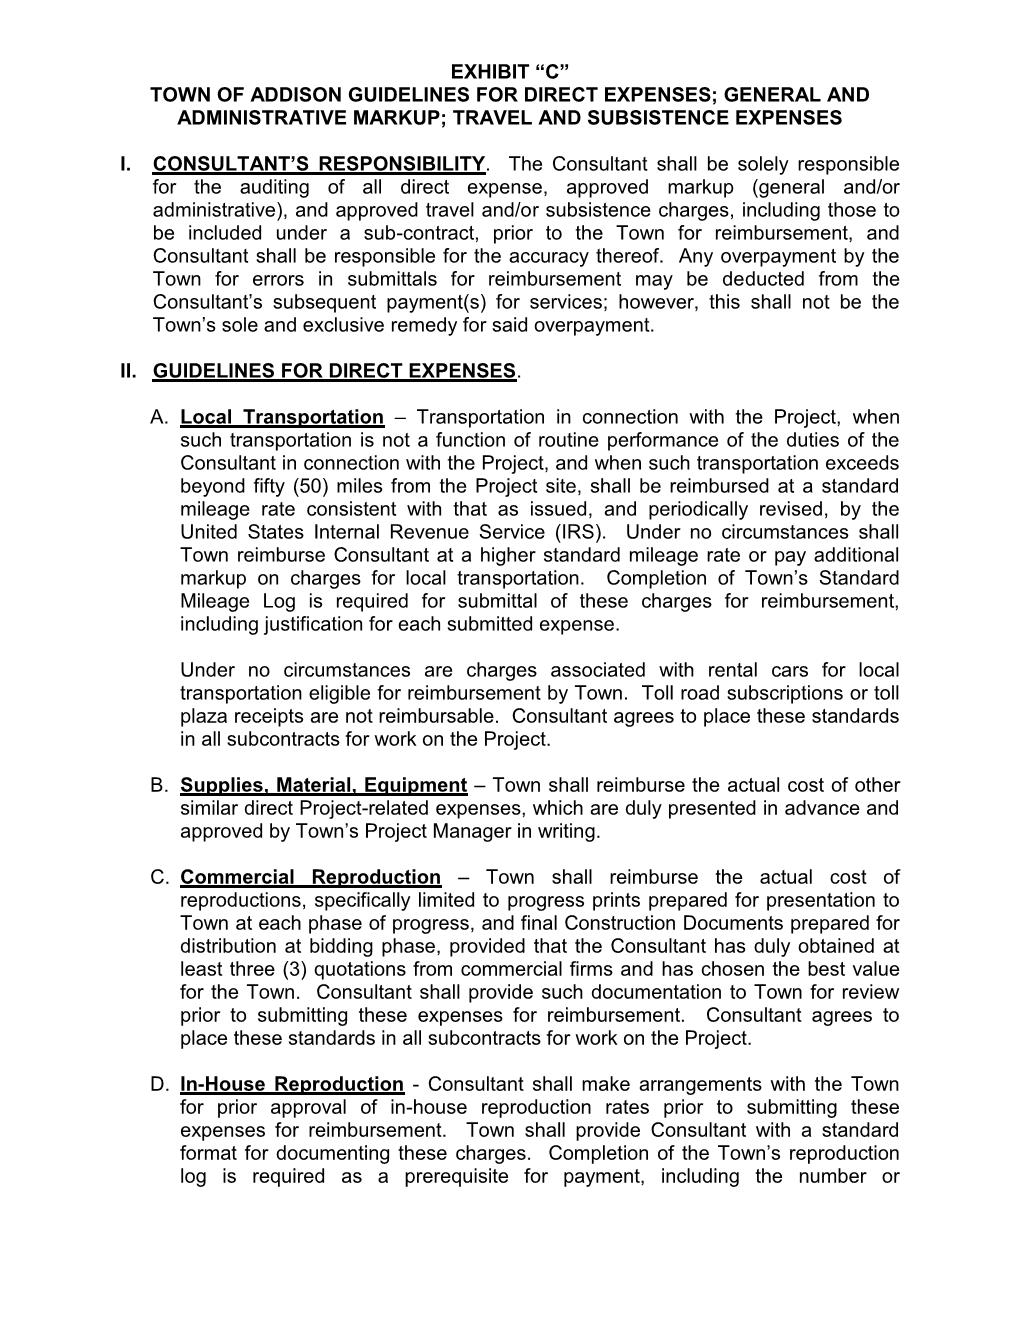 EXHIBIT “C”
TOWN OF ADDISON GUIDELINES FOR DIRECT EXPENSES; GENERAL AND
ADMINISTRATIVE MARKUP; TRAVEL AND SUBSISTENCE EXPENSES
I. CONSULTANT’S RESPONSIBILITY. The Consultant shall be solely responsible
for the auditing of all direct expense, approved markup (general and/or
administrative), and approved travel and/or subsistence charges, including those to
be included under a sub-contract, prior to the Town for reimbursement, and
Consultant shall be responsible for the accuracy thereof. Any overpayment by the
Town for errors in submittals for reimbursement may be deducted from the
Consultant’s subsequent payment(s) for services; however, this shall not be the
Town’s sole and exclusive remedy for said overpayment.
II. GUIDELINES FOR DIRECT EXPENSES.
A. Local Transportation – Transportation in connection with the Project, when
such transportation is not a function of routine performance of the duties of the
Consultant in connection with the Project, and when such transportation exceeds
beyond fifty (50) miles from the Project site, shall be reimbursed at a standard
mileage rate consistent with that as issued, and periodically revised, by the
United States Internal Revenue Service (IRS). Under no circumstances shall
Town reimburse Consultant at a higher standard mileage rate or pay additional
markup on charges for local transportation. Completion of Town’s Standard
Mileage Log is required for submittal of these charges for reimbursement,
including justification for each submitted expense.
Under no circumstances are charges associated with rental cars for local
transportation eligible for reimbursement by Town. Toll road subscriptions or toll
plaza receipts are not reimbursable. Consultant agrees to place these standards
in all subcontracts for work on the Project.
B. Supplies, Material, Equipment – Town shall reimburse the actual cost of other
similar direct Project-related expenses, which are duly presented in advance and
approved by Town’s Project Manager in writing.
C. Commercial Reproduction – Town shall reimburse the actual cost of
reproductions, specifically limited to progress prints prepared for presentation to
Town at each phase of progress, and final Construction Documents prepared for
distribution at bidding phase, provided that the Consultant has duly obtained at
least three (3) quotations from commercial firms and has chosen the best value
for the Town. Consultant shall provide such documentation to Town for review
prior to submitting these expenses for reimbursement. Consultant agrees to
place these standards in all subcontracts for work on the Project.
D. In-House Reproduction - Consultant shall make arrangements with the Town
for prior approval of in-house reproduction rates prior to submitting these
expenses for reimbursement. Town shall provide Consultant with a standard
format for documenting these charges. Completion of the Town’s reproduction
log is required as a prerequisite for payment, including the number or